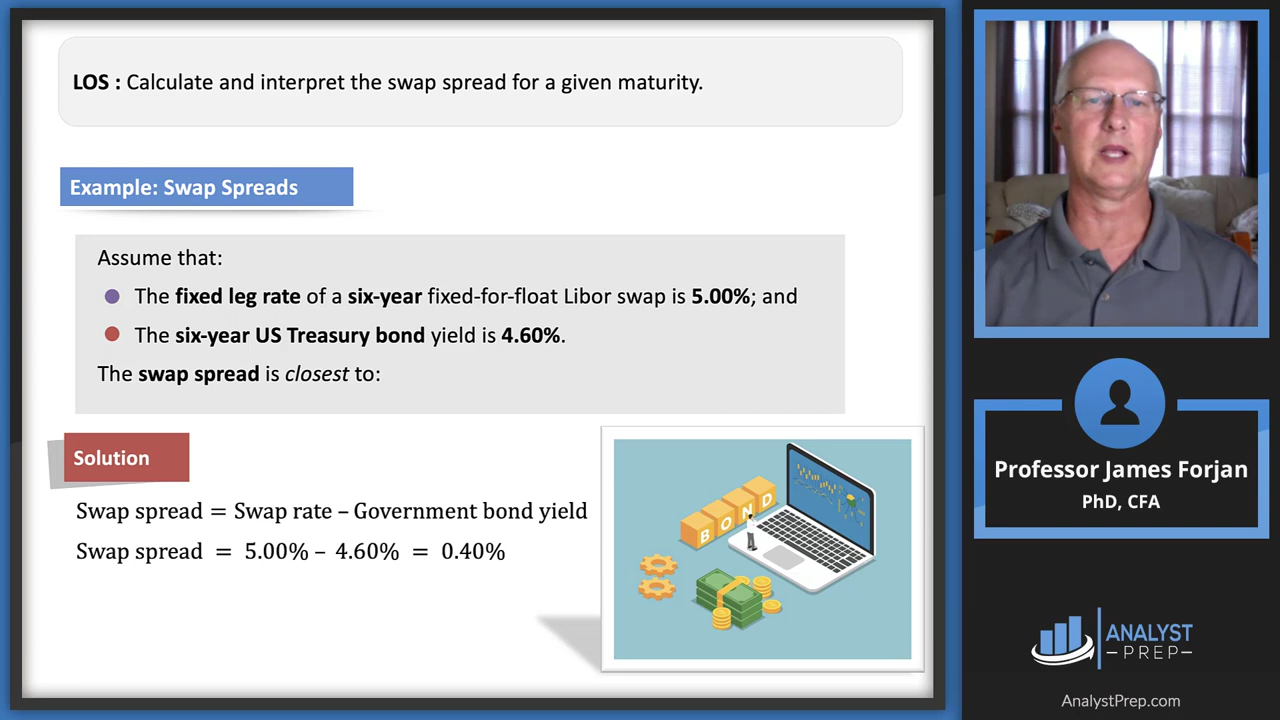 LOS : Calculate and interpret the swap spread for a given maturity.
Example: Swap Spreads
Assume that:
The fixed leg rate of a six-year fixed-for-float Libor swap is 5.00%; and
The six-year US Treasury bond yield is 4.60%.
The swap spread is closest to:
Solution
Swap spread = Swap rate – Government bond yield
Swap spread = 5.00% – 4.60% = 0.40%
BOND
Professor James Forjan
PhD, CFA
ANALYST
–PREP–
AnalystPrep.com